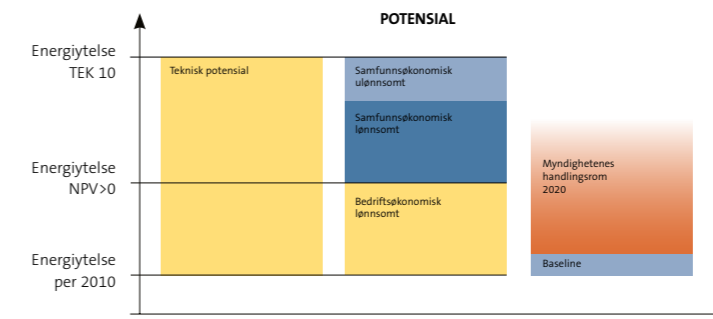 POTENSIAL
Energiytelse
TEK 10
Teknisk potensial
Samfunnsøkonomisk
ulønnsomt
Samfunnsøkonomisk
lønnsomt
Energiytelse
NPV>0
Bedriftsøkonomisk
lønnsomt
Myndighetenes
handlingsrom
2020
Energiytelse
per 2010
Baseline